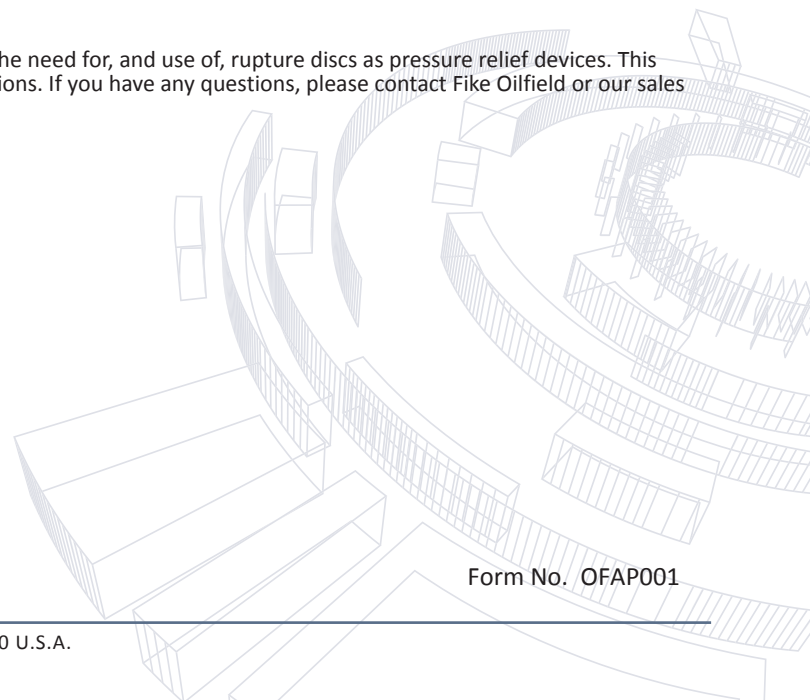 he need for, and use of, rupture discs as pressure relief devices. This
ions. If you have any questions, please contact Fike Oilfield or our sales
Form No. OFAP001
0 U.S.A.